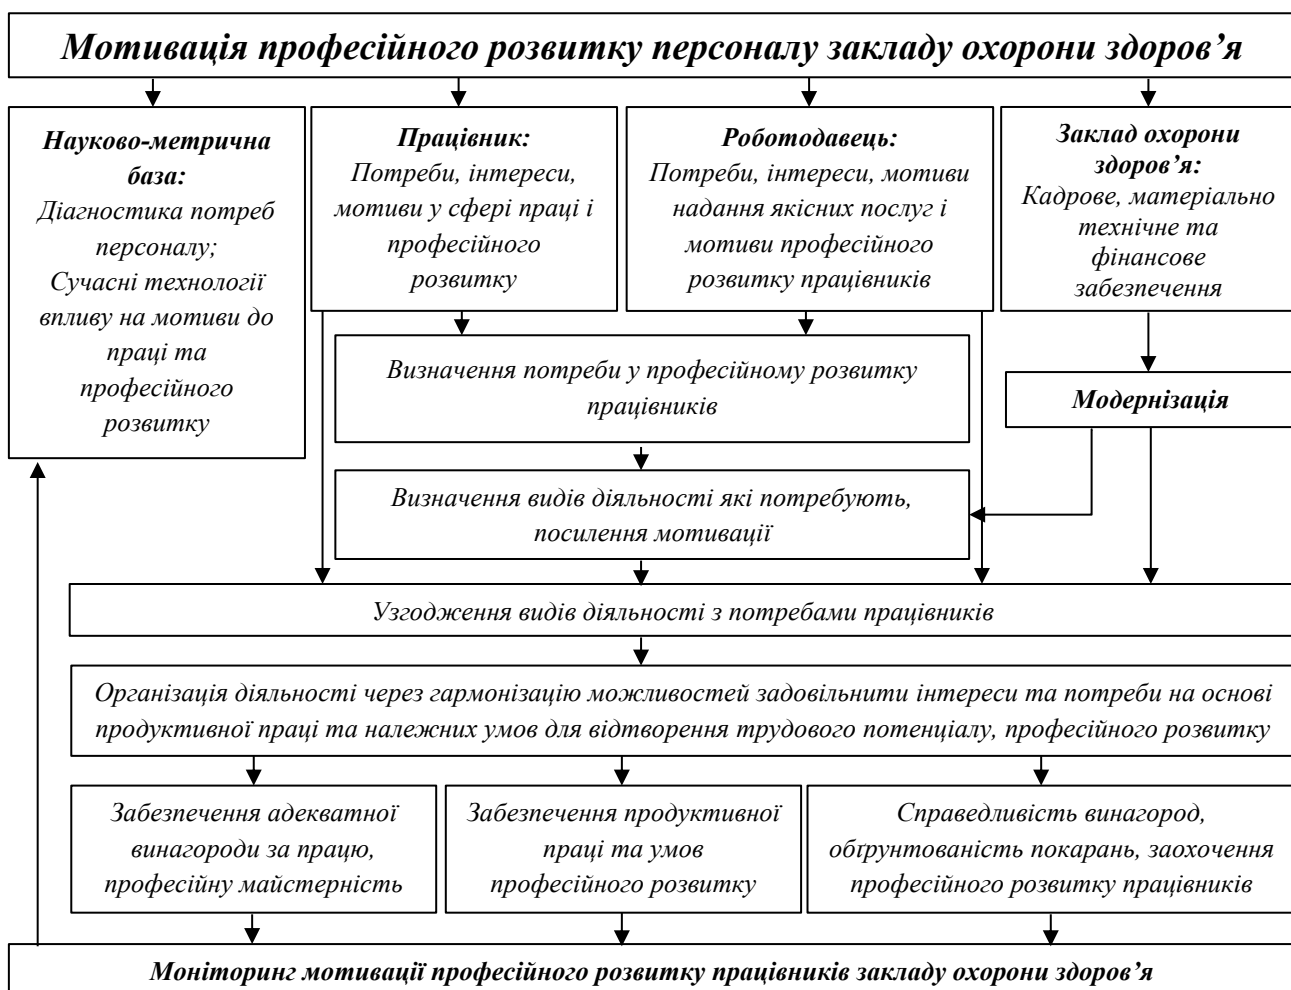 Мотивація професійного розвитку персоналу закладу охорони здоров’я
Науково-метрична
база:
Діагностика потреб
персоналу;
Сучасні технології
впливу на мотиви до
праці та
професійного
розвитку
Працівник:
Потреби, інтереси,
мотиви у сфері праці і
професійного
розвитку
Роботодавець:
Потреби, інтереси, мотиви
надання якісних послуг і
мотиви професійного
розвитку працівників
Заклад охорони
здоров’я:
Кадрове, матеріально
технічне та
фінансове
забезпечення
Визначення потреби у професійному розвитку
працівників
Модернізація
Визначення видів діяльності які потребують,
посилення мотивації
Узгодження видів діяльності з потребами працівників
Організація діяльності через гармонізацію можливостей задовільнити інтереси та потреби на основі
продуктивної праці та належних умов для відтворення трудового потенціалу, професійного розвитку
Забезпечення адекватної
винагороди за працю,
професійну майстерність
Забезпечення продуктивної
праці та умов
професійного розвитку
Справедливість винагород,
обґрунтованість покарань, заохочення
професійного розвитку працівників
Моніторинг мотивації професійного розвитку працівників закладу охорони здоров’я